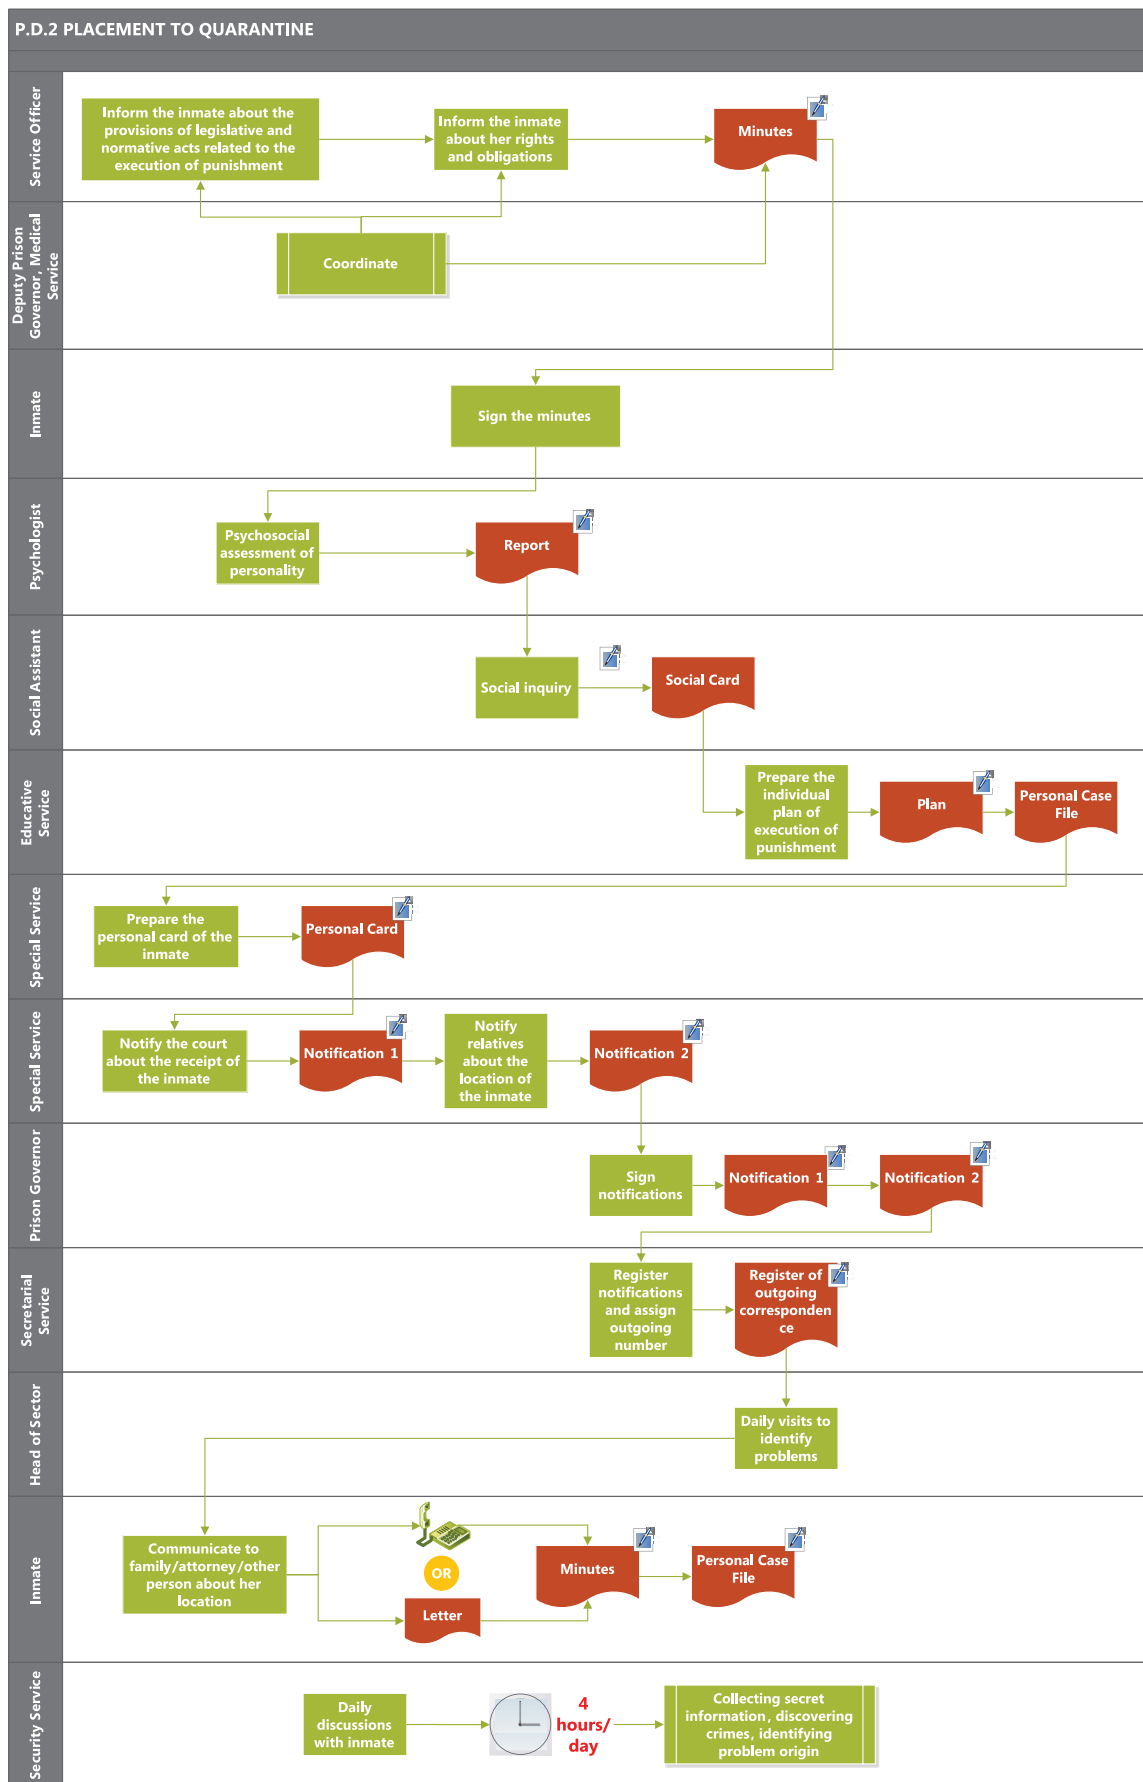 P.D.2 PLACEMENT TO QUARANTINE
Service Officer
Inform the inmate about the
provisions of legislative and
normative acts related to the
execution of punishment
Inform the inmate
about her rights
and obligations
Minutes
Deputy Prison
Governor, Medical
Service
Coordinate
Inmate
Sign the minutes
Psychologist
Psychosocial
assessment of
personality
Report
Social Assistant
Social inquiry
Social Card
Educative
Service
Prepare the
individual
plan of
execution of
punishment
Plan
Personal Case
File
Special Service
Prepare the
personal card of the
inmate
Personal Card
Special Service
Notify the court
about the receipt of
the inmate
Notification 1
Notify
relatives
about the
location of
the inmate
Notification 2
Prison Governor
Sign
notifications
Notification 1
Notification 2
Secretarial
Service
Register
notifications
and assign
outgoing
number
Register of
outgoing
corresponden
ce
Head of Sector
Daily visits to
identify
problems
Inmate
Communicate to
family/attorney/other
person about her
location
OR
Letter
Minutes
Personal Case
File
Security Service
Daily
discussions
with inmate
4
hours/
day
Collecting secret
information, discovering
crimes, identifying
problem origin